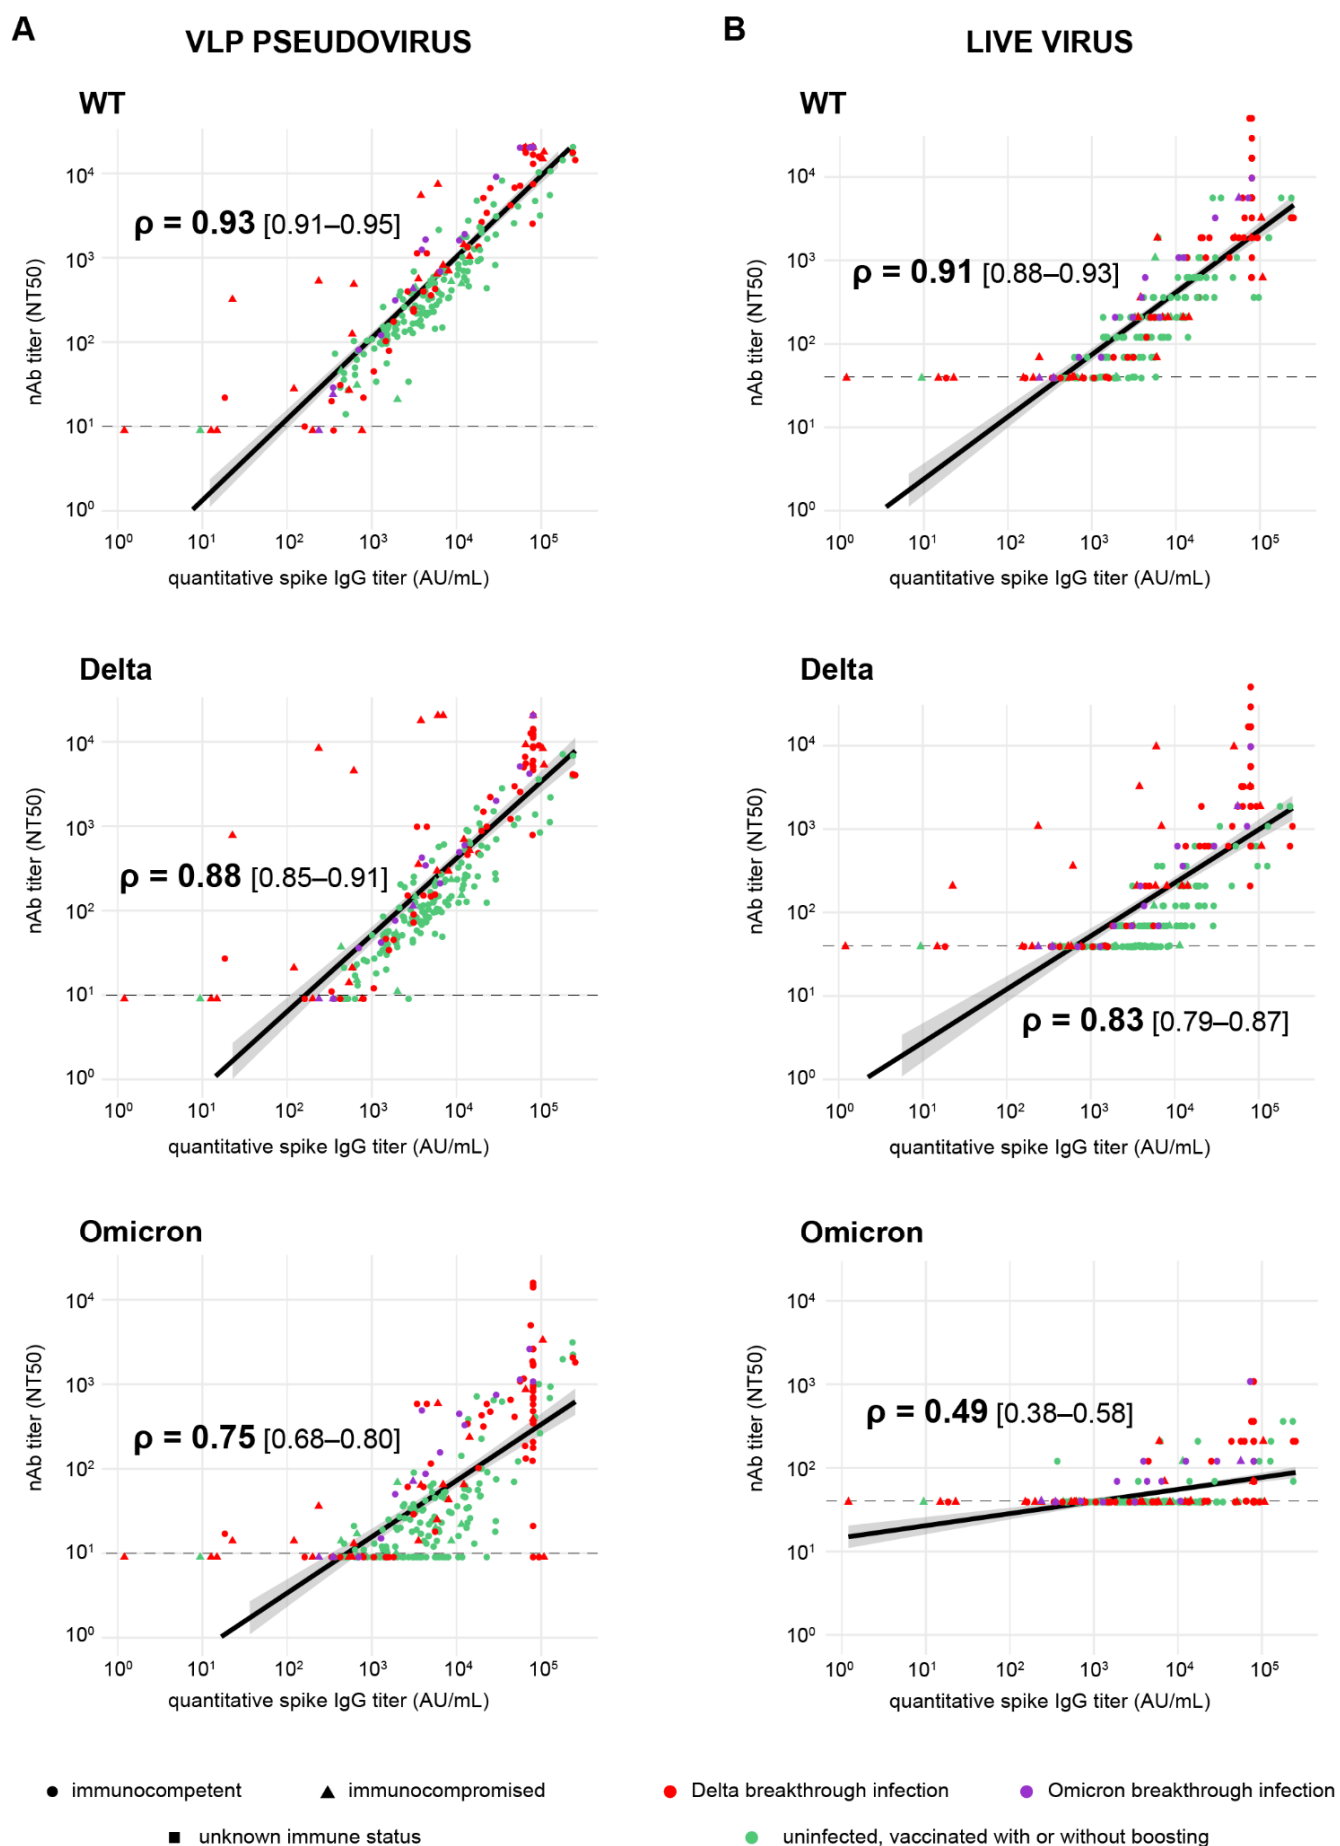 A
VLP PSEUDOVIRUS
B
LIVE VIRUS
WT
nAb titer (NT50)
10⁴
10³
10²
10¹
10⁰
ρ = 0.93 [0.91–0.95]
10⁰ 10¹ 10² 10³ 10⁴ 10⁵
quantitative spike IgG titer (AU/mL)
WT
nAb titer (NT50)
10⁴
10³
10²
10¹
10⁰
ρ = 0.91 [0.88–0.93]
10⁰ 10¹ 10² 10³ 10⁴ 10⁵
quantitative spike IgG titer (AU/mL)
Delta
nAb titer (NT50)
10⁴
10³
10²
10¹
10⁰
ρ = 0.88 [0.85–0.91]
10⁰ 10¹ 10² 10³ 10⁴ 10⁵
quantitative spike IgG titer (AU/mL)
Delta
nAb titer (NT50)
10⁴
10³
10²
10¹
10⁰
ρ = 0.83 [0.79–0.87]
10⁰ 10¹ 10² 10³ 10⁴ 10⁵
quantitative spike IgG titer (AU/mL)
Omicron
nAb titer (NT50)
10⁴
10³
10²
10¹
10⁰
ρ = 0.75 [0.68–0.80]
10⁰ 10¹ 10² 10³ 10⁴ 10⁵
quantitative spike IgG titer (AU/mL)
Omicron
nAb titer (NT50)
10⁴
10³
10²
10¹
10⁰
ρ = 0.49 [0.38–0.58]
10⁰ 10¹ 10² 10³ 10⁴ 10⁵
quantitative spike IgG titer (AU/mL)
immunocompetent
immunocompromised
Delta breakthrough infection
Omicron breakthrough infection
unknown immune status
uninfected, vaccinated with or without boosting